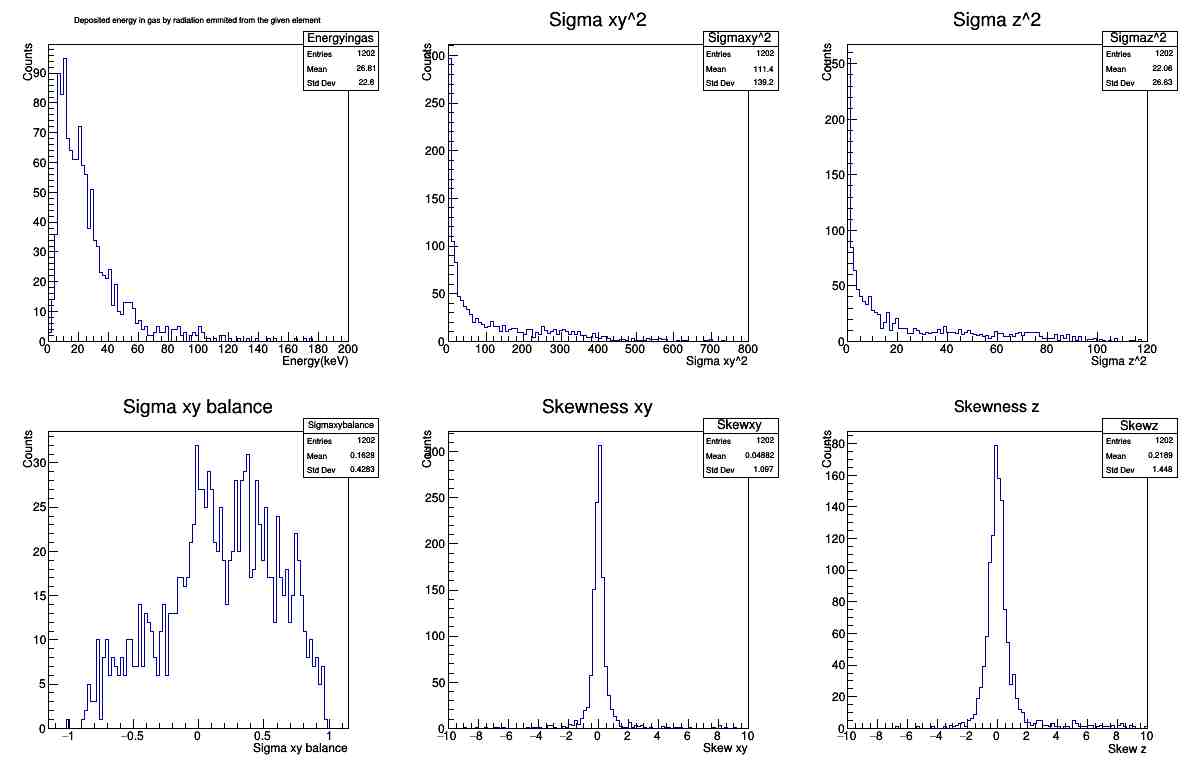 Deposited energy in gas by radiation emmited from the given element
Counts
Energyingas
Entries 1202
Mean 26.81
Std Dev 22.8
90
80
70
60
50
40
30
20
10
0
0 20 40 60 80 100 120 140 160 180 200
Energy(keV)
Sigma xy^2
Counts
Sigmaxy^2
Entries 1202
Mean 111.4
Std Dev 139.2
300
250
200
150
100
50
0
0 100 200 300 400 500 600 700 800
Sigma xy^2
Sigma z^2
Counts
Sigmaz^2
Entries 1202
Mean 22.06
Std Dev 26.63
250
200
150
100
50
0
0 20 40 60 80 100 120
Sigma z^2
Sigma xy balance
Counts
Sigmaxybalance
Entries 1202
Mean 0.1628
Std Dev 0.4283
30
25
20
15
10
5
0
−1 −0.5 0 0.5 1
Sigma xy balance
Skewness xy
Counts
Skewxy
Entries 1202
Mean 0.04882
Std Dev 1.097
300
250
200
150
100
50
0
−10 −8 −6 −4 −2 0 2 4 6 8 10
Skew xy
Skewness z
Counts
Skewz
Entries 1202
Mean 0.2189
Std Dev 1.448
180
160
140
120
100
80
60
40
20
0
−10 −8 −6 −4 −2 0 2 4 6 8 10
Skew z